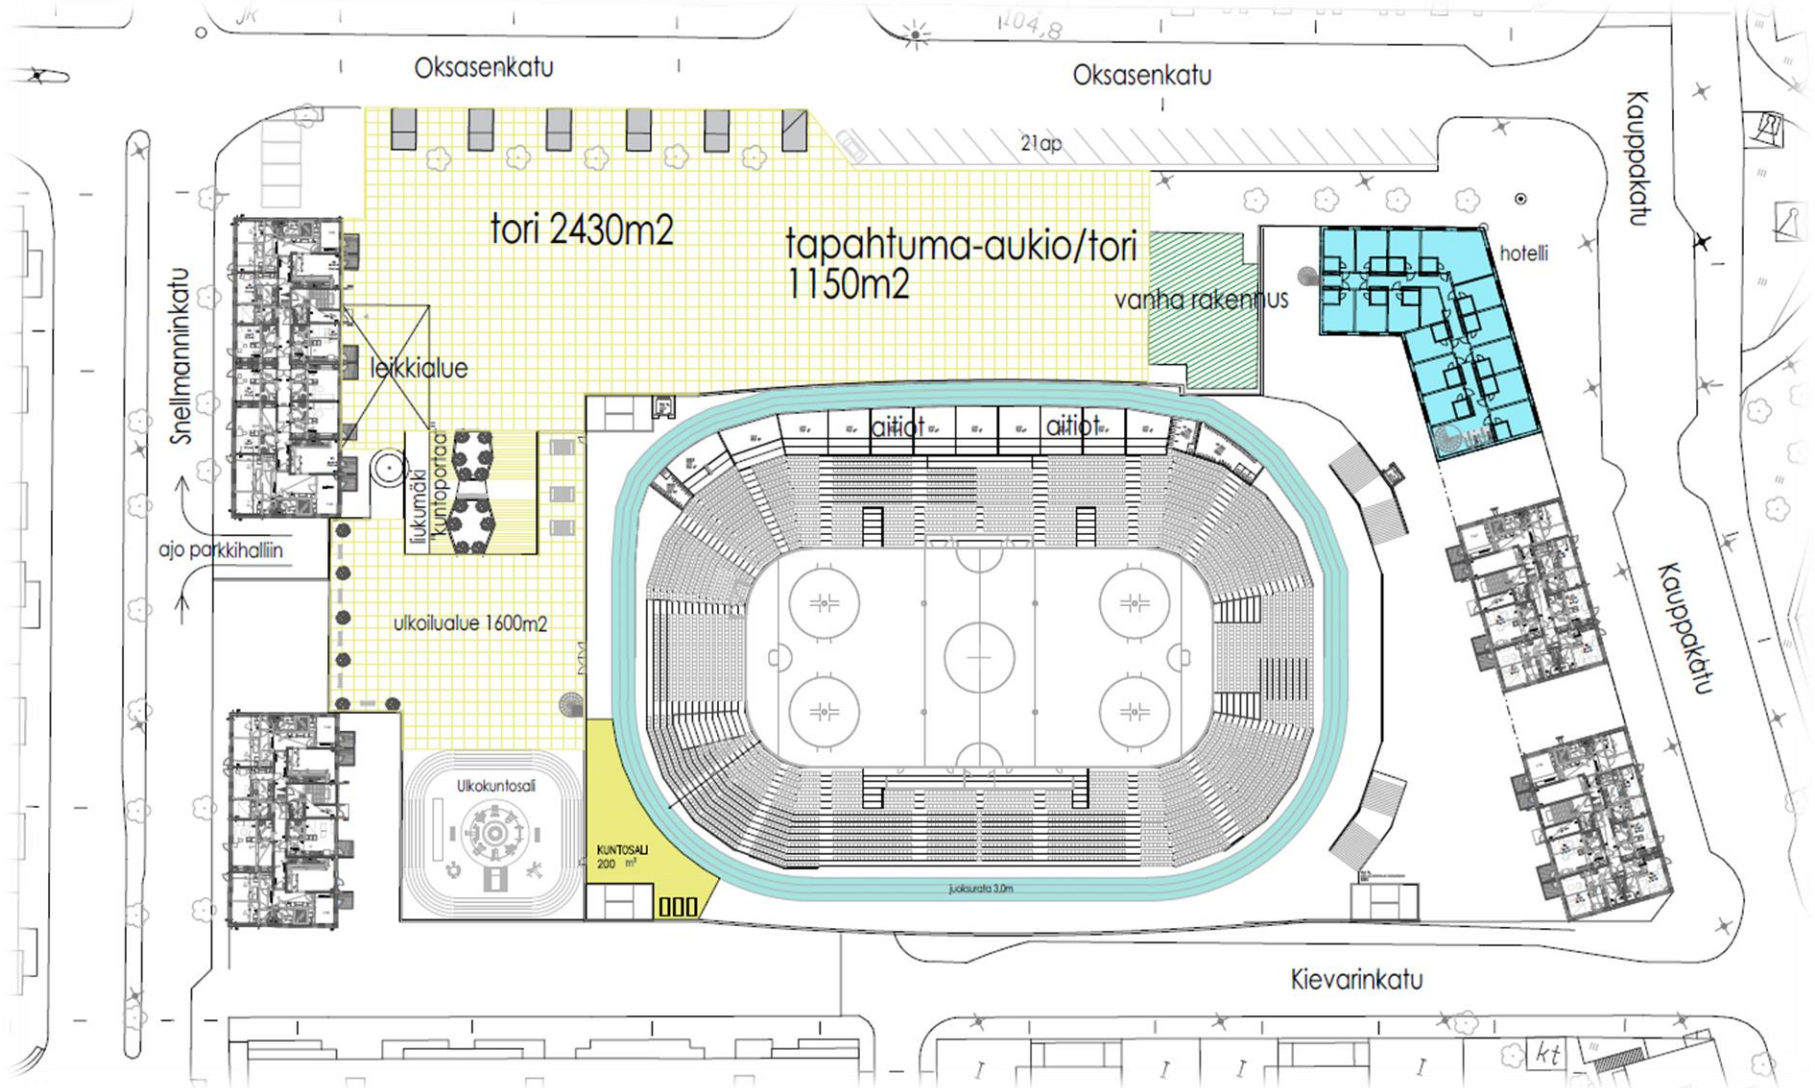 jk
104,8
Oksasenkatu
Oksasenkatu
Kauppakatu
21ap
tori 2430m2
tapahtuma-aukio/tori
1150m2
hotelli
vanha rakennus
Snellmanninkatu
leikkialue
aitiot
aitiot
liukumäki
"kuntoportaat"
ajo parkkihalliin
ulkoilualue 1600m2
Kauppakatu
Ulkokuntosali
KUNTOSALI
200 m²
juoksurata 3,0m
Kievarinkatu
kt